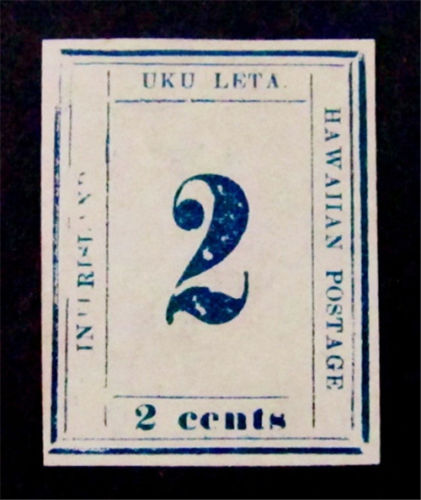 UKU LETA.
INTERISLAND
HAWAIIAN POSTAGE
2
2 cents